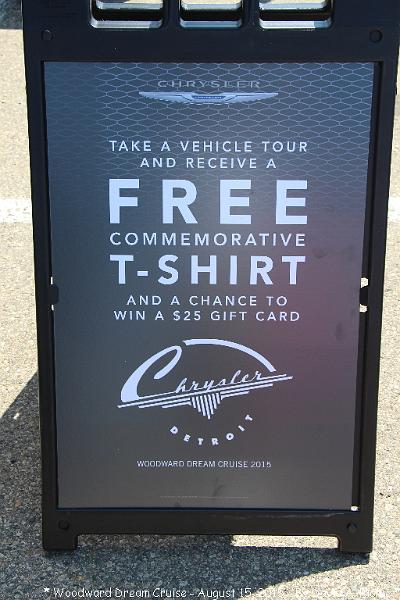 CHRYSLER
TAKE A VEHICLE TOUR
AND RECEIVE A
FREE
COMMEMORATIVE
T-SHIRT
AND A CHANCE TO
WIN A $25 GIFT CARD
Chrysler
DETROIT
WOODWARD DREAM CRUISE 2015
* Woodward Dream Cruise - August 15, 2015